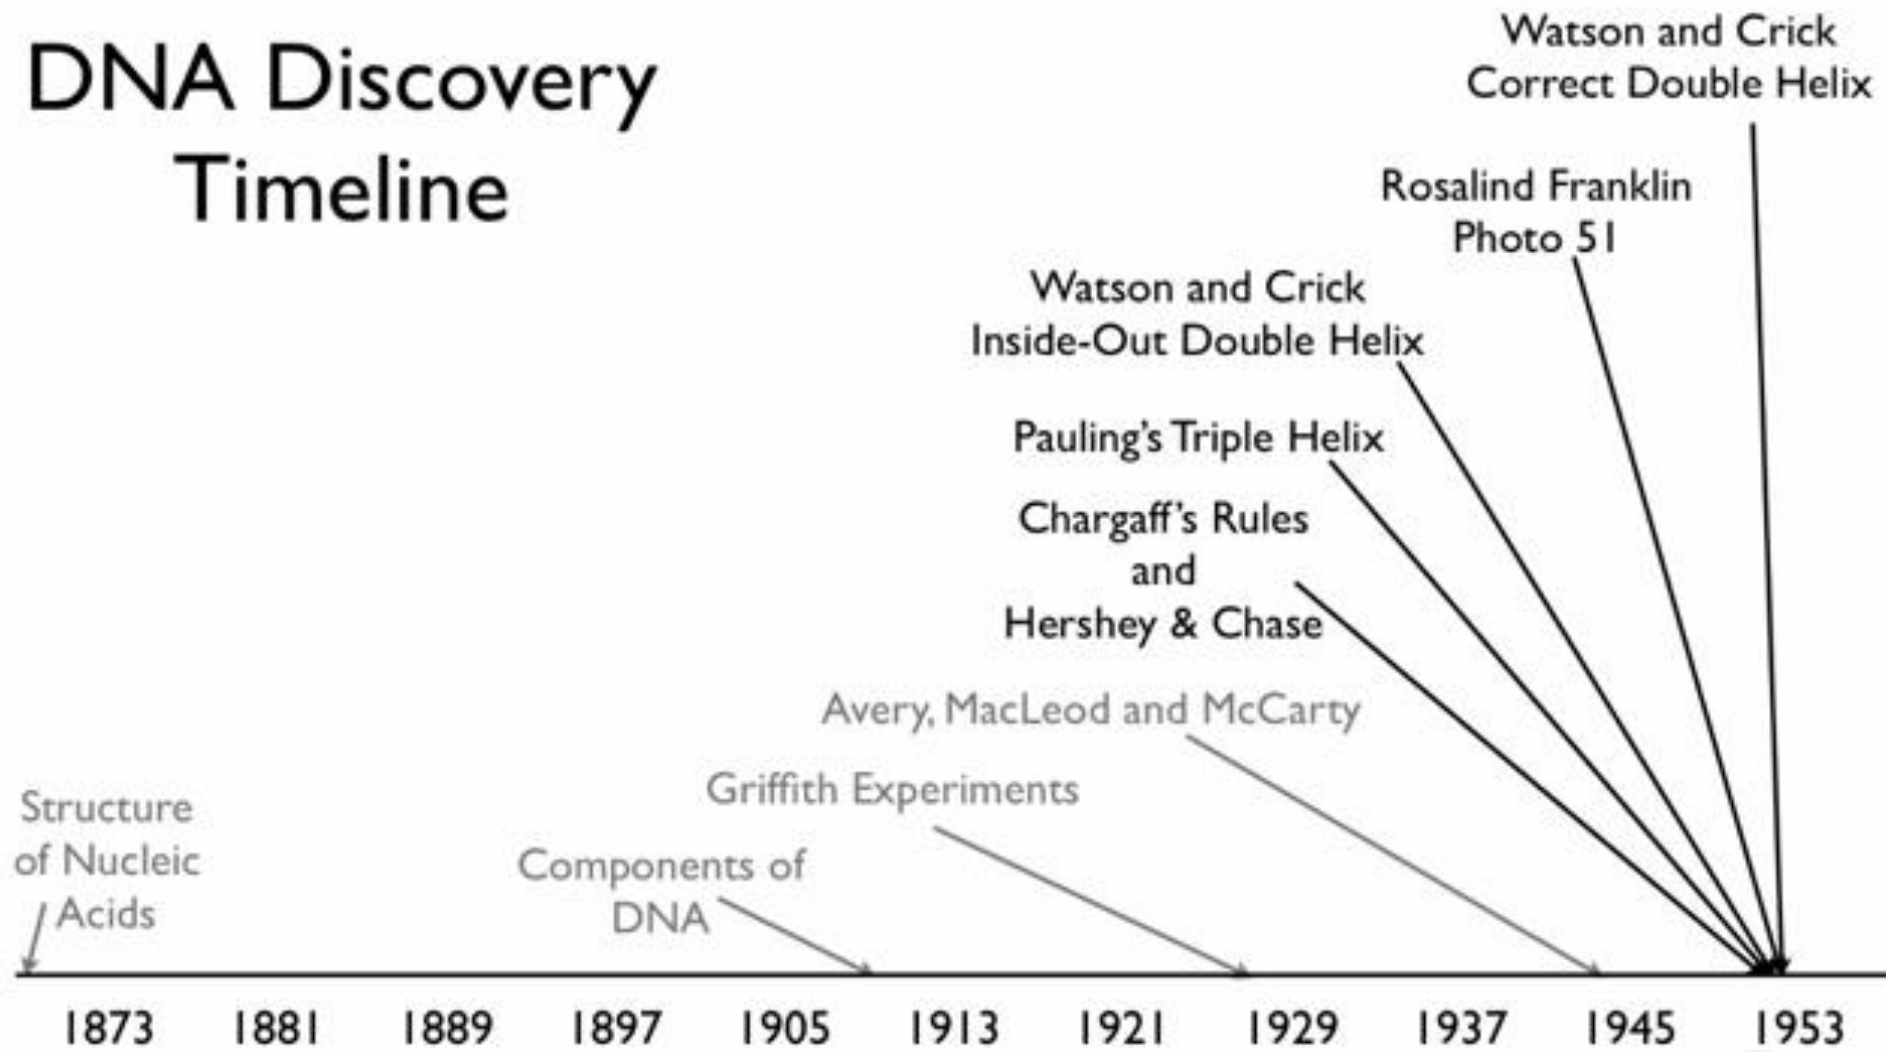 DNA Discovery
Timeline
Watson and Crick
Correct Double Helix
Rosalind Franklin
Photo 51
Watson and Crick
Inside-Out Double Helix
Pauling's Triple Helix
Chargaff's Rules
and
Hershey & Chase
Avery, MacLeod and McCarty
Griffith Experiments
Components of
DNA
Structure
of Nucleic
Acids
1873 1881 1889 1897 1905 1913 1921 1929 1937 1945 1953